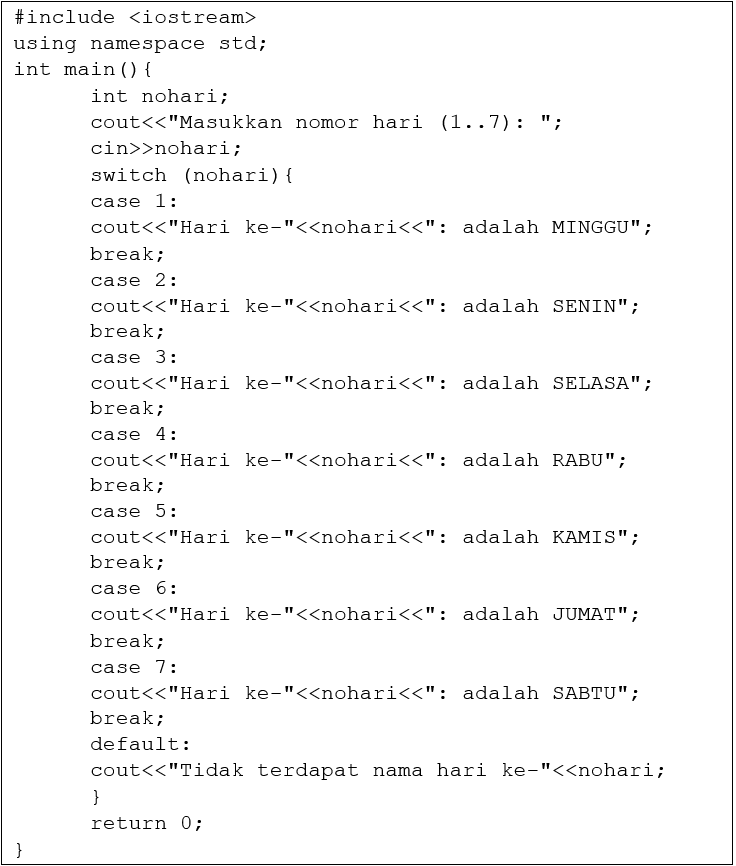 #include <iostream>
using namespace std;
int main(){
int nohari;
cout<<"Masukkan nomor hari (1..7): ";
cin>>nohari;
switch (nohari){
case 1:
cout<<"Hari ke-"<<nohari<<": adalah MINGGU";
break;
case 2:
cout<<"Hari ke-"<<nohari<<": adalah SENIN";
break;
case 3:
cout<<"Hari ke-"<<nohari<<": adalah SELASA";
break;
case 4:
cout<<"Hari ke-"<<nohari<<": adalah RABU";
break;
case 5:
cout<<"Hari ke-"<<nohari<<": adalah KAMIS";
break;
case 6:
cout<<"Hari ke-"<<nohari<<": adalah JUMAT";
break;
case 7:
cout<<"Hari ke-"<<nohari<<": adalah SABTU";
break;
default:
cout<<"Tidak terdapat nama hari ke-"<<nohari;
}
return 0;
}